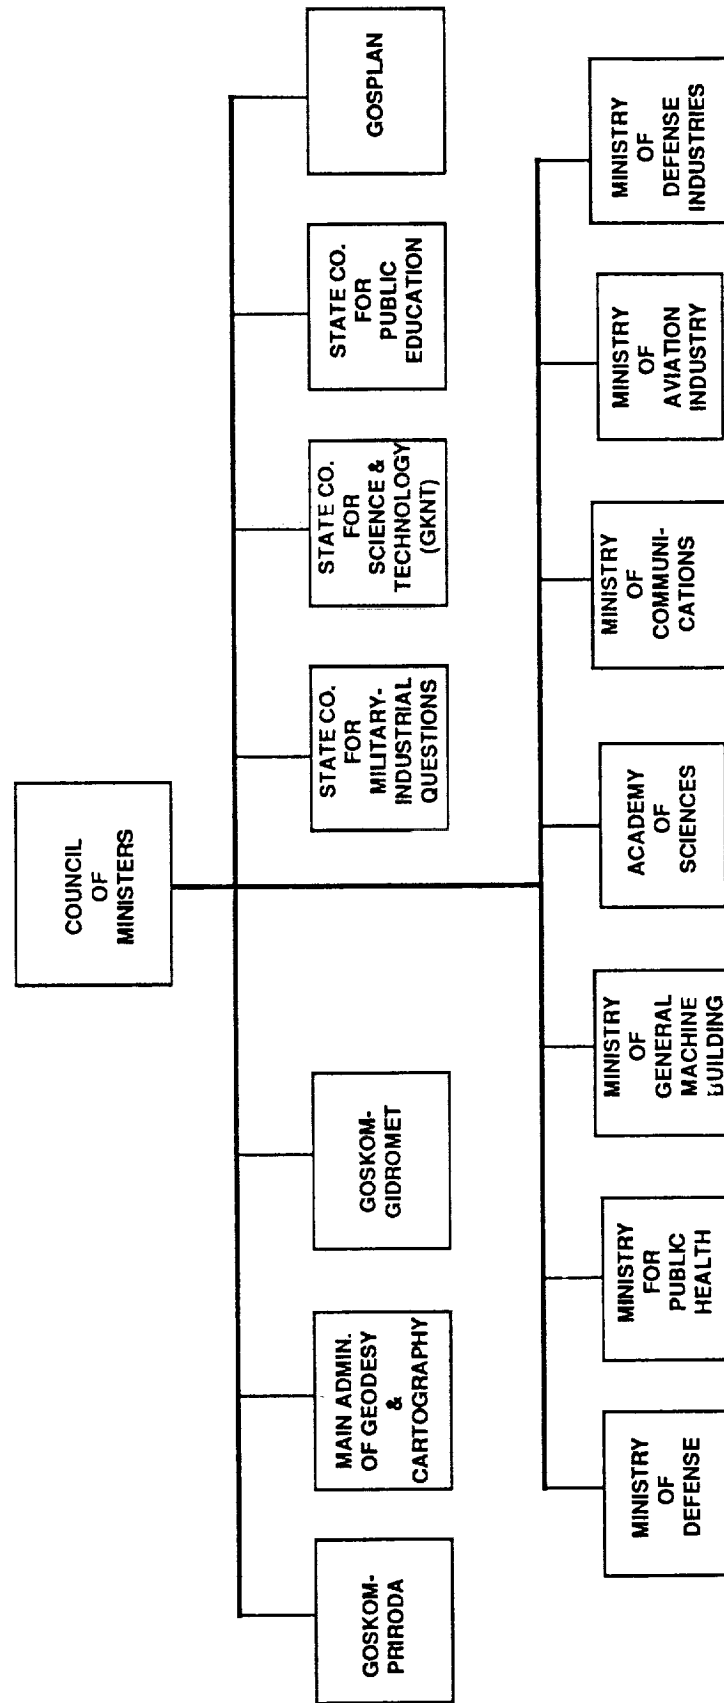 COUNCIL
OF
MINISTERS
GOSKOM-
PRIRODA
MAIN ADMIN.
OF GEODESY
&
CARTOGRAPHY
GOSKOM-
GIDROMET
STATE CO.
FOR
MILITARY-
INDUSTRIAL
QUESTIONS
STATE CO.
FOR
SCIENCE &
TECHNOLOGY
(GKNT)
STATE CO.
FOR
PUBLIC
EDUCATION
GOSPLAN
MINISTRY
OF
DEFENSE
MINISTRY
FOR
PUBLIC
HEALTH
MINISTRY
OF
GENERAL
MACHINE
BUILDING
ACADEMY
OF
SCIENCES
MINISTRY
OF
COMMUNI-
CATIONS
MINISTRY
OF
AVIATION
INDUSTRY
MINISTRY
OF
DEFENSE
INDUSTRIES